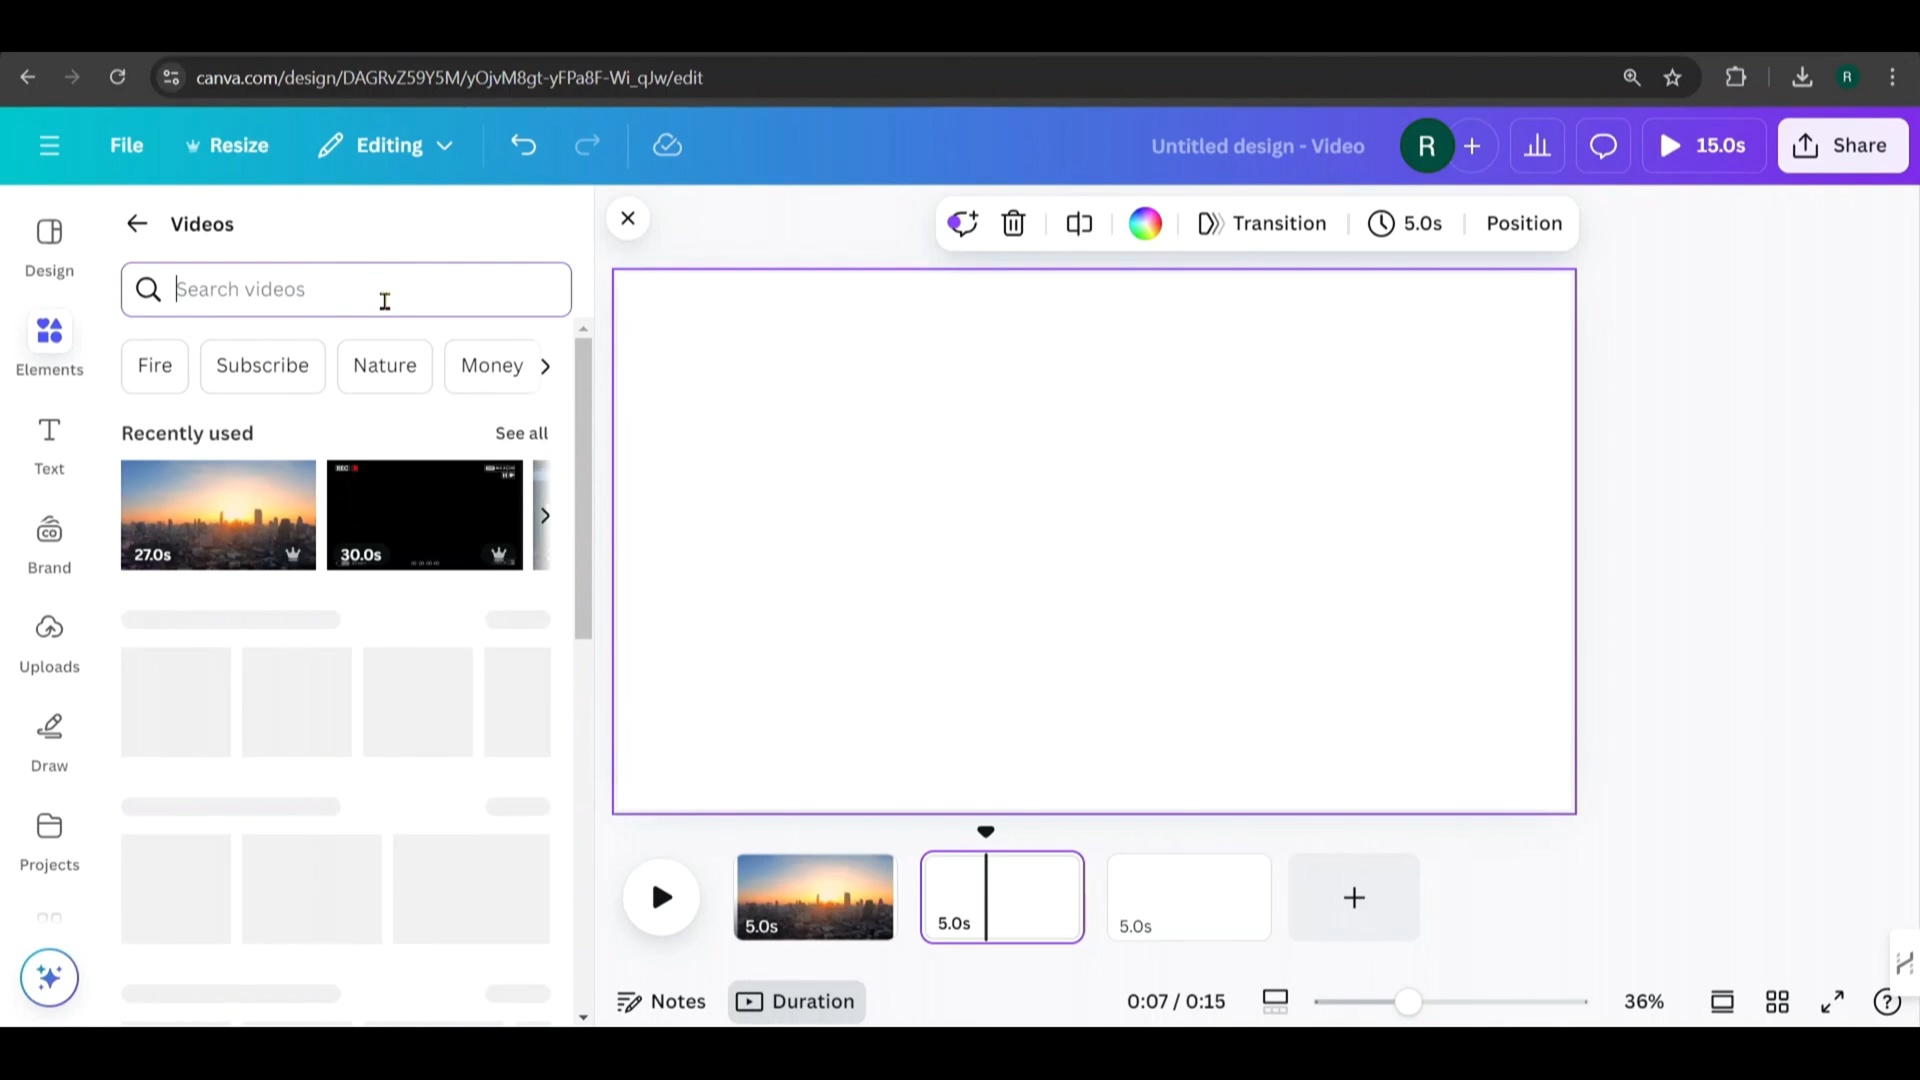 canva.com/design/DAGRvZ59Y5M/yOjvM8gt-yFPa8F-Wi_qJw/edit
R
File
Resize
Editing
Untitled design - Video
R
15.0s
Share
Design
Elements
Text
Brand
Uploads
Draw
Projects
Videos
Search videos
Fire
Subscribe
Nature
Money
Recently used
See all
27.0s
REC
30.0s
Transition
5.0s
Position
5.0s
5.0s
5.0s
Notes
Duration
0:07 / 0:15
36%